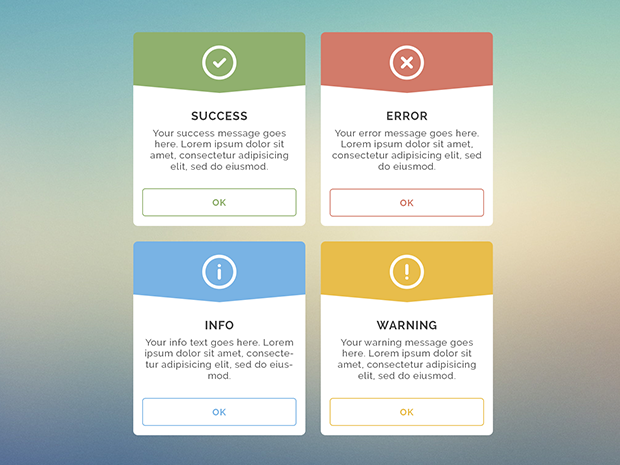 SUCCESS
Your success message goes
here. Lorem ipsum dolor sit
amet, consectetur adipisicing
elit, sed do eiusmod.
OK
ERROR
Your error message goes here.
Lorem ipsum dolor sit amet,
consectetur adipisicing elit, sed
do eiusmod.
OK
INFO
Your info text goes here. Lorem
ipsum dolor sit amet, consecte-
tur adipisicing elit, sed do eius-
mod.
OK
WARNING
Your warning message goes
here. Lorem ipsum dolor sit
amet, consectetur adipisicing
elit, sed do eiusmod.
OK